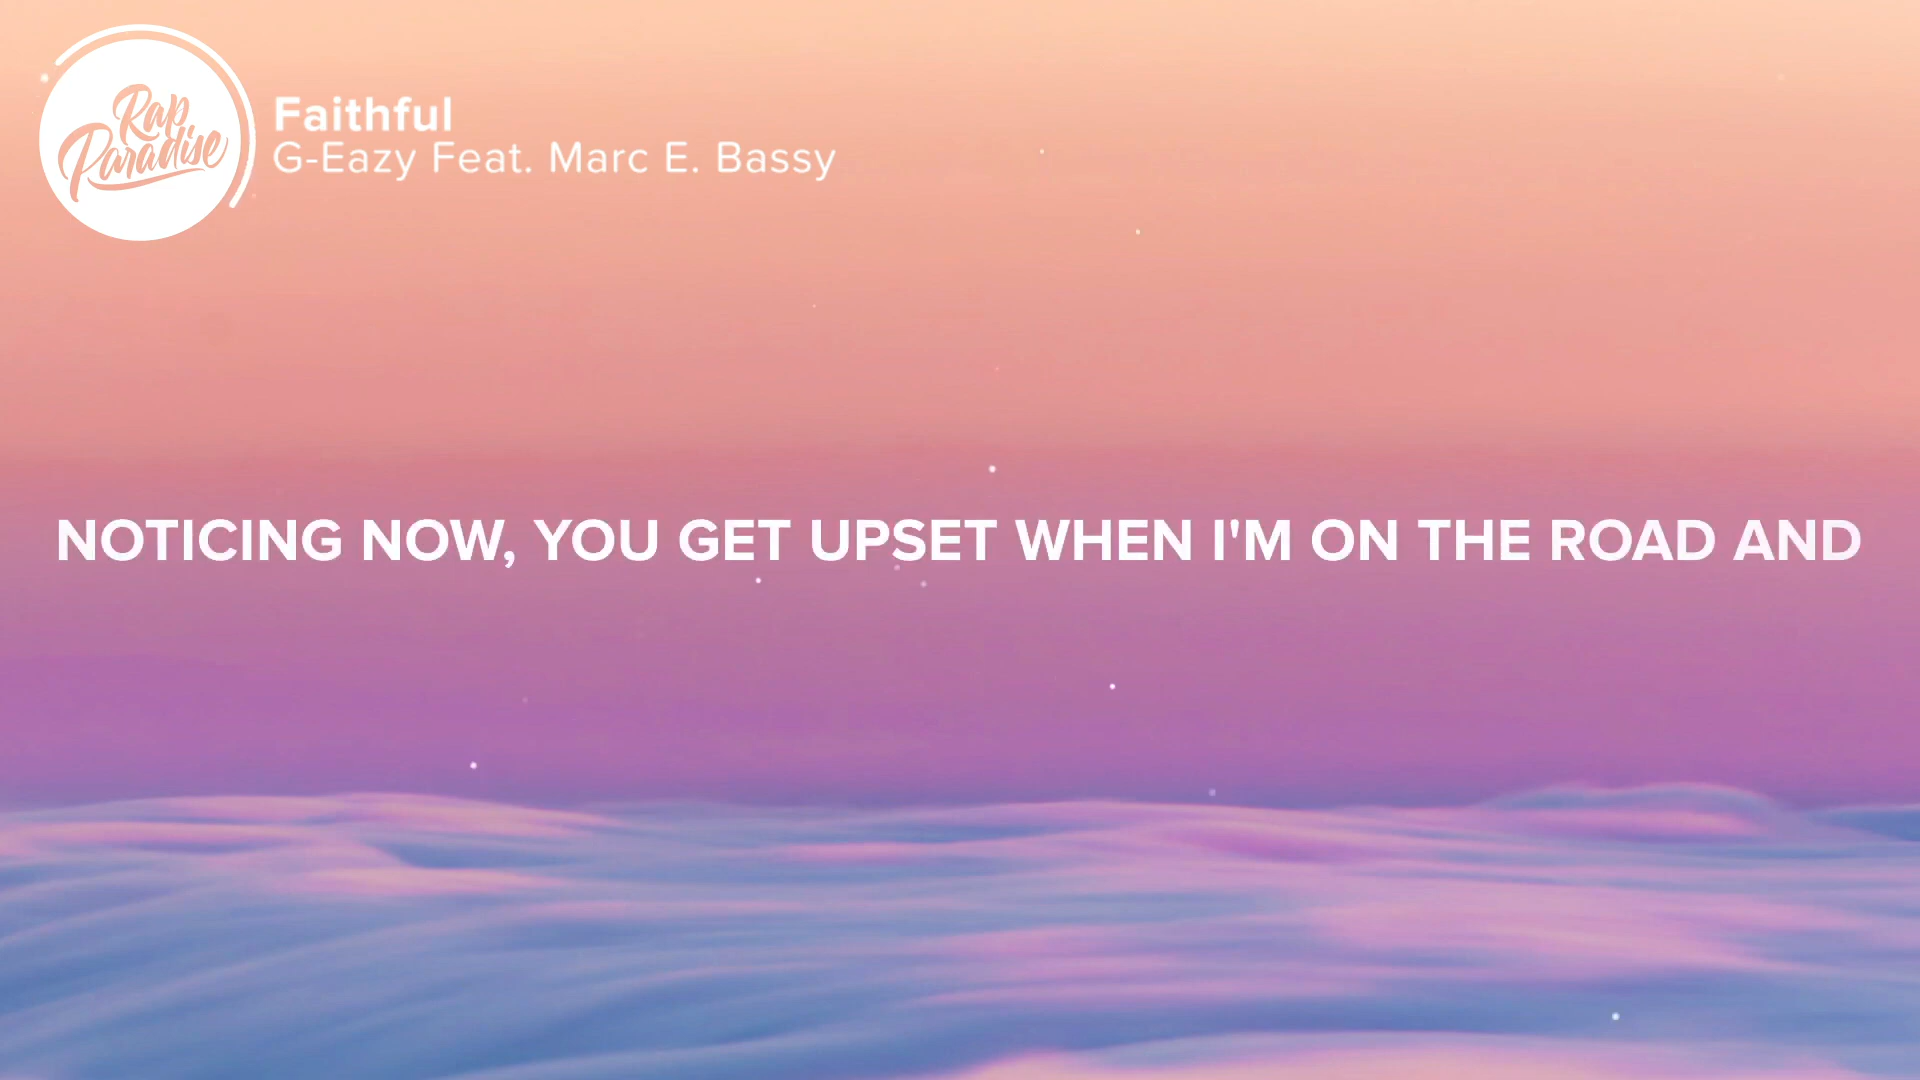 Rap
Paradise
Faithful
G-Eazy Feat. Marc E. Bassy
NOTICING NOW, YOU GET UPSET WHEN I'M ON THE ROAD AND